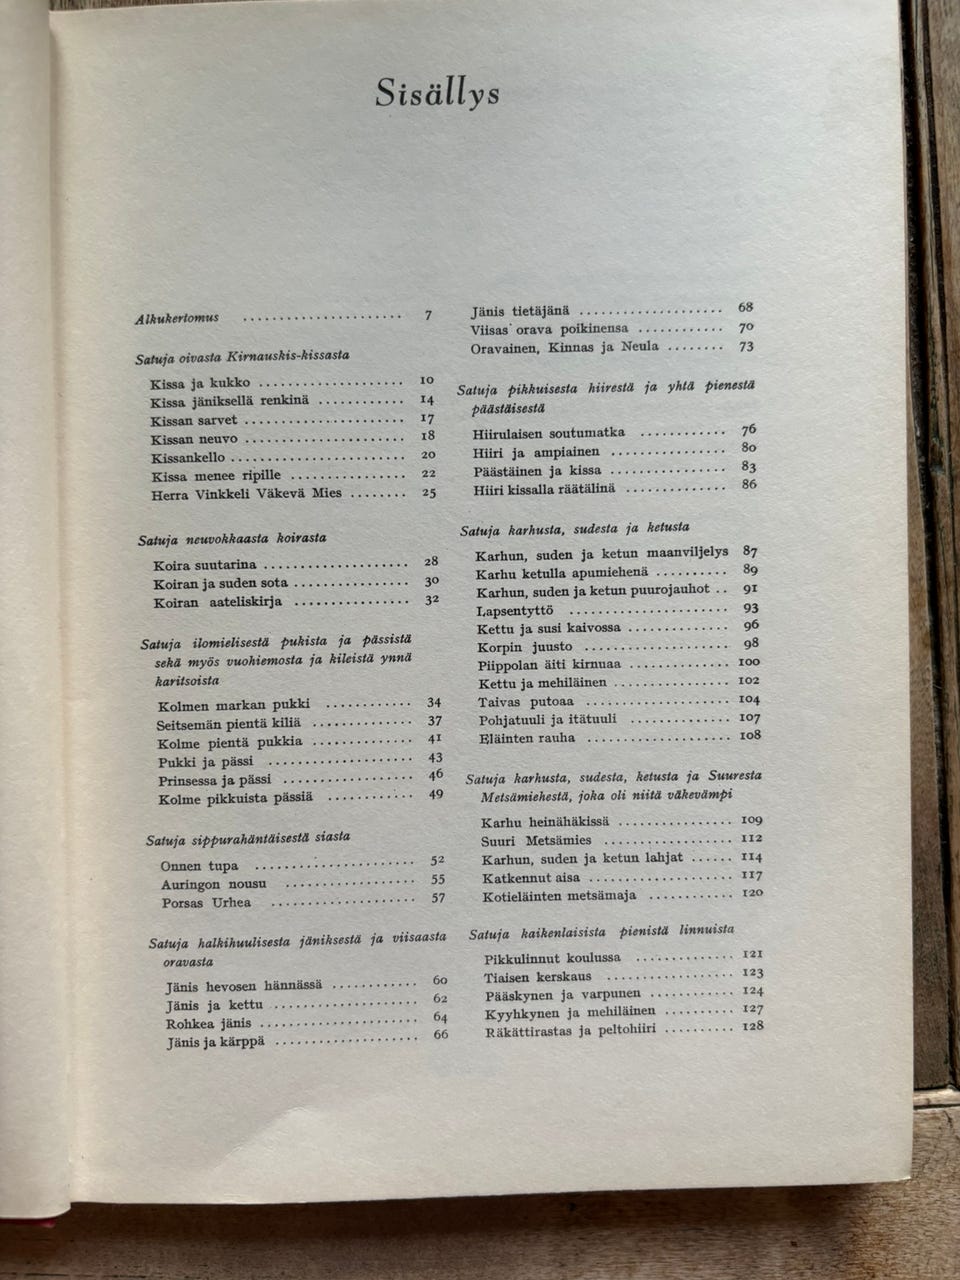 Sisällys
Alkukertomus ...................... 7
Satuja oivasta Kirnauskis-kissasta
Kissa ja kukko .................... 10
Kissa jäniksellä renkinä ............ 14
Kissan sarvet ...................... 17
Kissan neuvo ...................... 18
Kissankello ........................ 20
Kissa menee ripille ................ 22
Herra Vinkkeli Väkevä Mies ........ 25
Satuja neuvokkaasta koirasta
Koira suutarina .................... 28
Koiran ja suden sota ................ 30
Koiran aateliskirja ................ 32
Satuja ilomielisestä pukista ja pässistä
sekä myös vuohiemosta ja kileistä ynnä
karitsoista
Kolmen markan pukki ............ 34
Seitsemän pientä kiliä ............ 37
Kolme pientä pukkia .............. 41
Pukki ja pässi .................... 43
Prinsessa ja pässi .................. 46
Kolme pikkuista pässiä ............ 49
Satuja sippurahäntäisestä siasta
Onnen tupa ...................... 52
Auringon nousu .................. 55
Porsas Urhea .................... 57
Satuja halkihuulisesta jäniksestä ja viisaasta
oravasta
Jänis hevosen hännässä ............ 60
Jänis ja kettu .................... 62
Rohkea jänis ...................... 64
Jänis ja kärppä .................... 66
Jänis tietäjänä .................... 68
Viisas orava poikinensa ............ 70
Oravainen, Kinnas ja Neula ........ 73
Satuja pikkuisesta hiirestä ja yhtä pienestä
päästäisestä
Hiirulaisen soutumatka ............ 76
Hiiri ja ampiainen ................ 80
Päästäinen ja kissa ................ 83
Hiiri kissalla räätälinä .............. 86
Satuja karhusta, sudesta ja ketusta
Karhun, suden ja ketun maanviljelys 87
Karhu ketulla apumiehenä .......... 89
Karhun, suden ja ketun puurojauhot .. 91
Lapsentyttö ...................... 93
Kettu ja susi kaivossa .............. 96
Korpin juusto .................... 98
Piippolan äiti kirnuaa .............. 100
Kettu ja mehiläinen ................ 102
Taivas putoaa .................... 104
Pohjatuuli ja itätuuli .............. 107
Eläinten rauha .................... 108
Satuja karhusta, sudesta, ketusta ja Suuresta
Metsämiehestä, joka oli niitä väkevämpi
Karhu heinähäkissä ................ 109
Suuri Metsämies .................. 112
Karhun, suden ja ketun lahjat ...... 114
Katkennut aisa .................... 117
Kotieläinten metsämaja ............ 120
Satuja kaikenlaisista pienistä linnuista
Pikkulinnut koulussa .............. 121
Tiaisen kerskaus .................. 123
Pääskynen ja varpunen ............ 124
Kyyhkynen ja mehiläinen .......... 127
Räkättirastas ja peltohiiri .......... 128